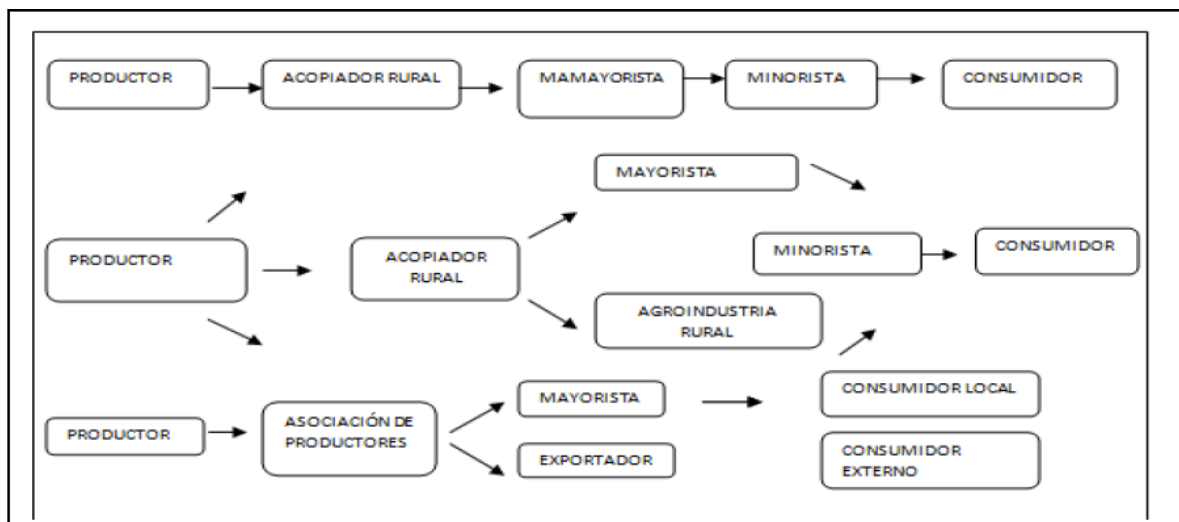 PRODUCTOR
ACOPIADOR RURAL
MAMAYORISTA
MINORISTA
CONSUMIDOR
MAYORISTA
PRODUCTOR
ACOPIADOR
RURAL
MINORISTA
CONSUMIDOR
AGROINDUSTRIA
RURAL
PRODUCTOR
ASOCIACIÓN DE
PRODUCTORES
MAYORISTA
CONSUMIDOR LOCAL
EXPORTADOR
CONSUMIDOR
EXTERNO